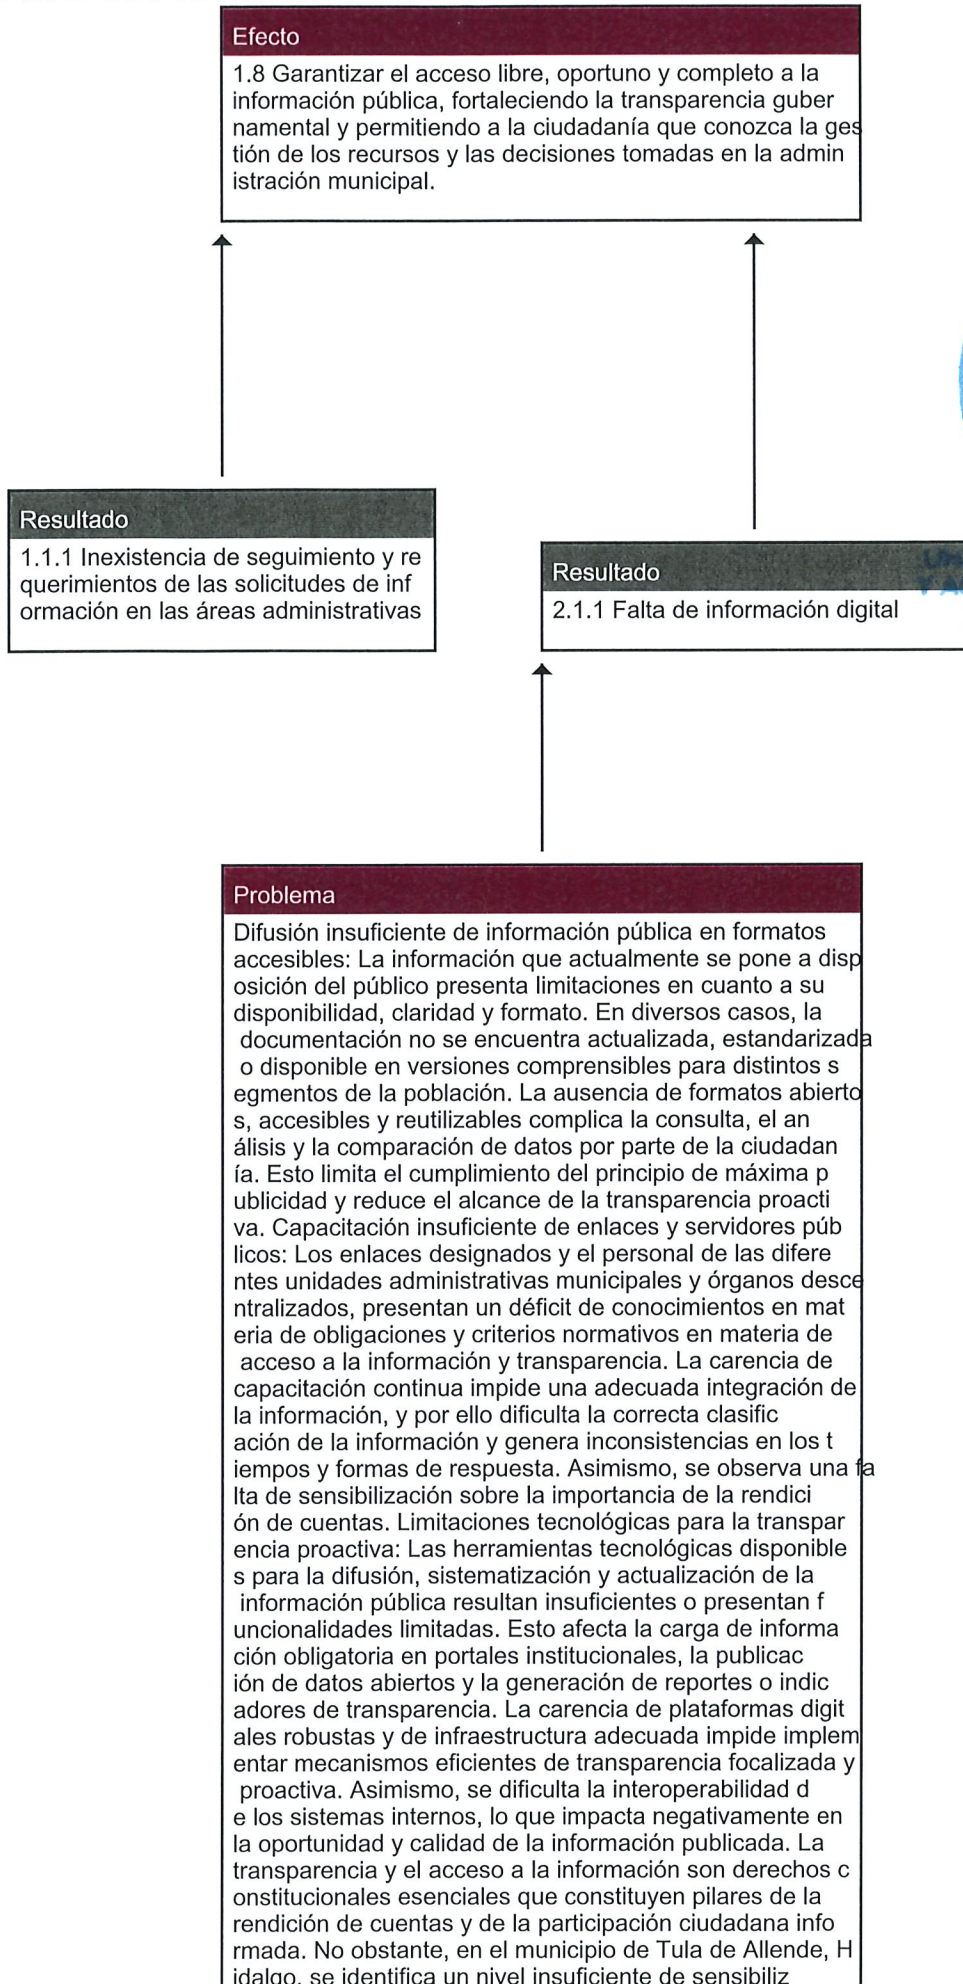 Efecto
1.8 Garantizar el acceso libre, oportuno y completo a la
información pública, fortaleciendo la transparencia guber
namental y permitiendo a la ciudadanía que conozca la ges
tión de los recursos y las decisiones tomadas en la admin
istración municipal.
Resultado
1.1.1 Inexistencia de seguimiento y re
querimientos de las solicitudes de inf
ormación en las áreas administrativas
Resultado
2.1.1 Falta de información digital
Problema
Difusión insuficiente de información pública en formatos
accesibles: La información que actualmente se pone a disp
osición del público presenta limitaciones en cuanto a su
disponibilidad, claridad y formato. En diversos casos, la
documentación no se encuentra actualizada, estandarizada
o disponible en versiones comprensibles para distintos s
egmentos de la población. La ausencia de formatos abierto
s, accesibles y reutilizables complica la consulta, el an
álisis y la comparación de datos por parte de la ciudadan
ía. Esto limita el cumplimiento del principio de máxima p
ublicidad y reduce el alcance de la transparencia proacti
va. Capacitación insuficiente de enlaces y servidores púb
licos: Los enlaces designados y el personal de las difere
ntes unidades administrativas municipales y órganos desce
ntralizados, presentan un déficit de conocimientos en mat
eria de obligaciones y criterios normativos en materia de
acceso a la información y transparencia. La carencia de
capacitación continua impide una adecuada integración de
la información, y por ello dificulta la correcta clasific
ación de la información y genera inconsistencias en los t
iempos y formas de respuesta. Asimismo, se observa una fa
lta de sensibilización sobre la importancia de la rendici
ón de cuentas. Limitaciones tecnológicas para la transpar
encia proactiva: Las herramientas tecnológicas disponible
s para la difusión, sistematización y actualización de la
información pública resultan insuficientes o presentan f
uncionalidades limitadas. Esto afecta la carga de informa
ción obligatoria en portales institucionales, la publicac
ión de datos abiertos y la generación de reportes o indic
adores de transparencia. La carencia de plataformas digit
ales robustas y de infraestructura adecuada impide implem
entar mecanismos eficientes de transparencia focalizada y
proactiva. Asimismo, se dificulta la interoperabilidad d
e los sistemas internos, lo que impacta negativamente en
la oportunidad y calidad de la información publicada. La
transparencia y el acceso a la información son derechos c
onstitucionales esenciales que constituyen pilares de la
rendición de cuentas y de la participación ciudadana info
rmada. No obstante, en el municipio de Tula de Allende, H
idalgo, se identifica un nivel insuficiente de sensibiliz